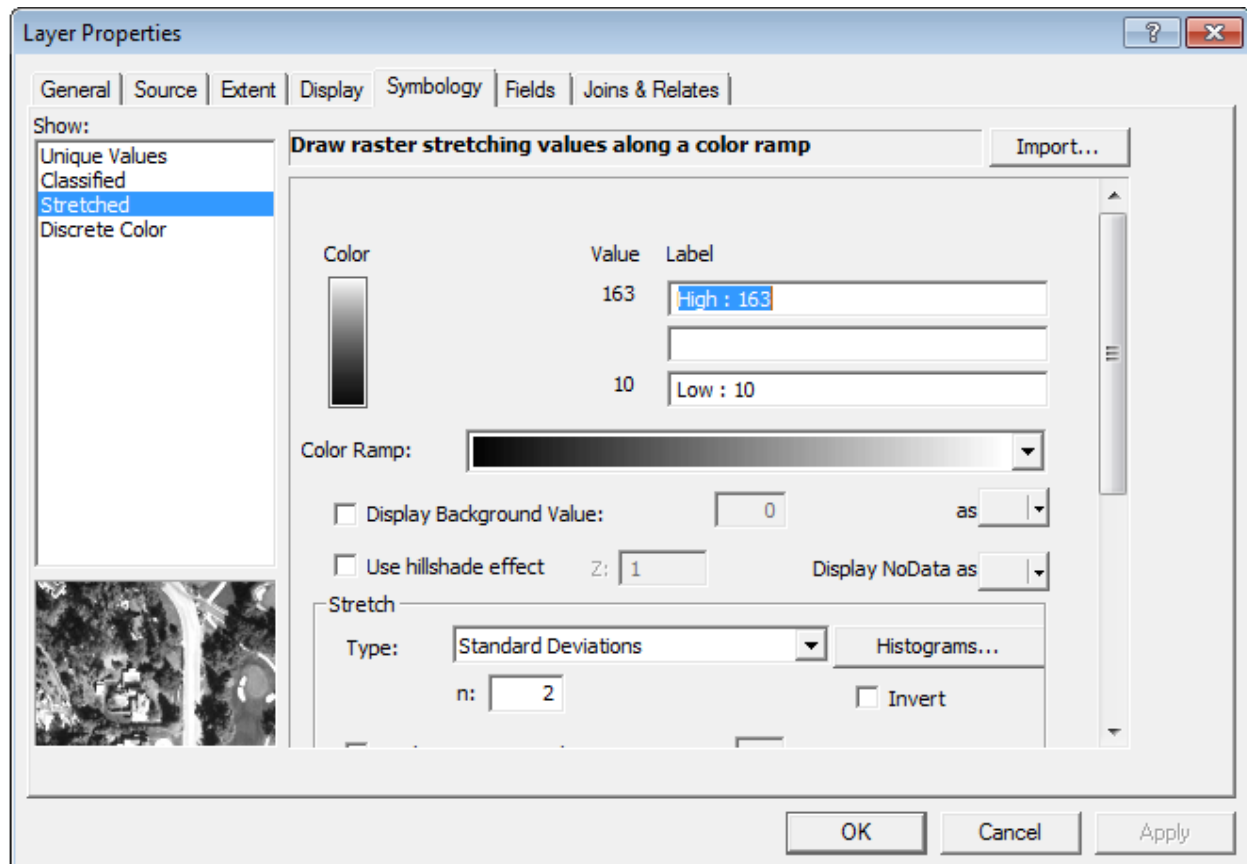 Layer Properties
General Source Extent Display Symbology Fields Joins & Relates
Show:
Unique Values
Classified
Stretched
Discrete Color
Draw raster stretching values along a color ramp
Import...
Color Value Label
163 High : 163
10 Low : 10
Color Ramp:
Display Background Value: 0 as
Use hillshade effect Z: 1 Display NoData as
Stretch
Type: Standard Deviations Histograms...
n: 2 Invert
OK Cancel Apply